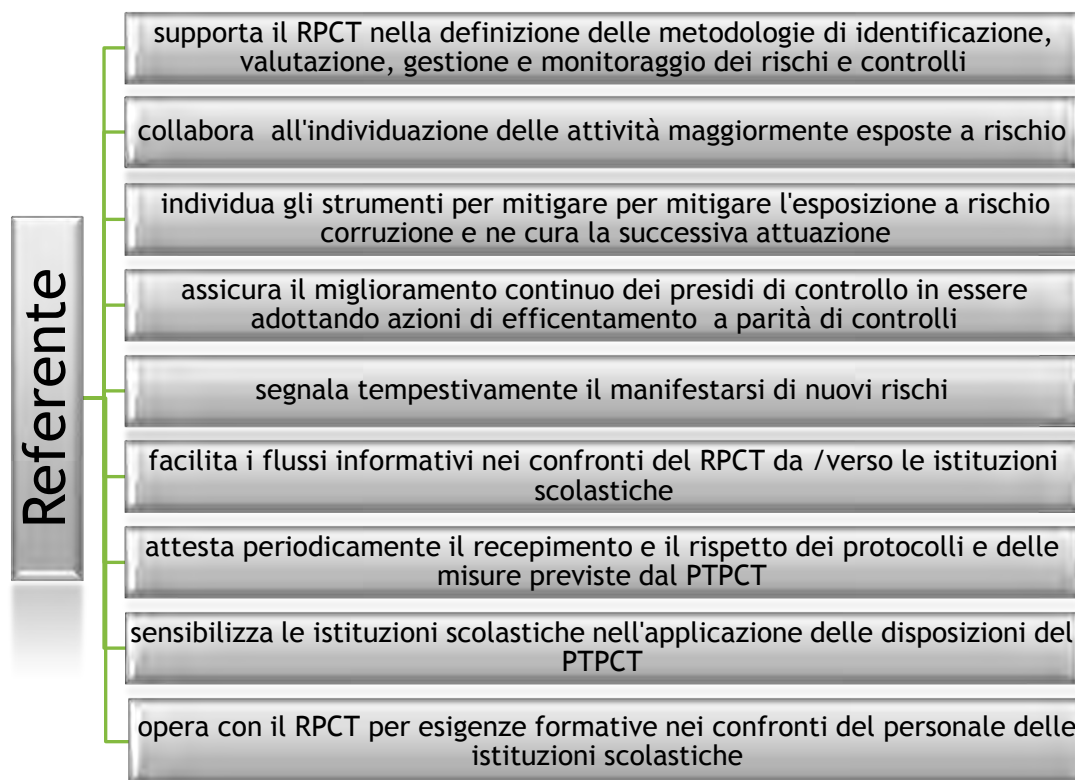 Referente
supporta il RPCT nella definizione delle metodologie di identificazione,
valutazione, gestione e monitoraggio dei rischi e controlli
collabora  all'individuazione delle attività maggiormente esposte a rischio
individua gli strumenti per mitigare per mitigare l'esposizione a rischio
corruzione e ne cura la successiva attuazione
assicura il miglioramento continuo dei presidi di controllo in essere
adottando azioni di efficentamento  a parità di controlli
segnala tempestivamente il manifestarsi di nuovi rischi
facilita i flussi informativi nei confronti del RPCT da /verso le istituzioni
scolastiche
attesta periodicamente il recepimento e il rispetto dei protocolli e delle
misure previste dal PTPCT
sensibilizza le istituzioni scolastiche nell'applicazione delle disposizioni del
PTPCT
opera con il RPCT per esigenze formative nei confronti del personale delle
istituzioni scolastiche